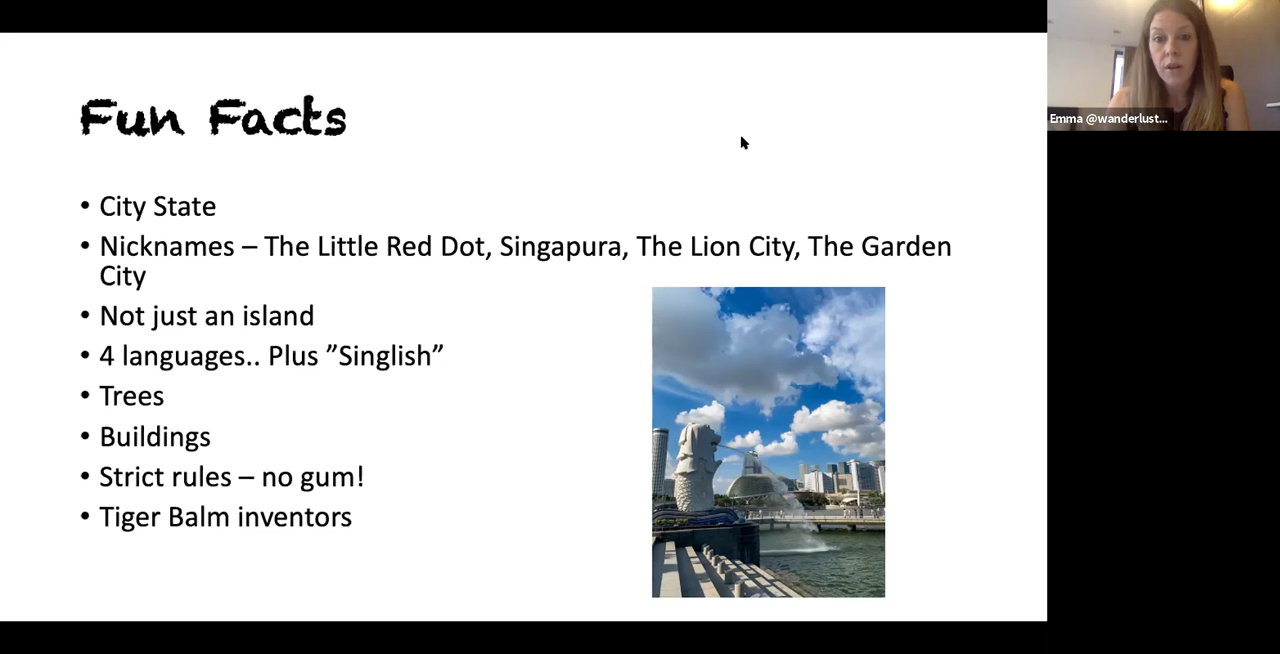 Fun Facts
• City State
• Nicknames – The Little Red Dot, Singapura, The Lion City, The Garden
City
• Not just an island
• 4 languages.. Plus ”Singlish”
• Trees
• Buildings
• Strict rules – no gum!
• Tiger Balm inventors
Emma @wanderlust...